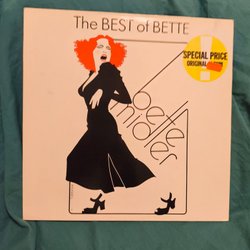 The BEST of BETTE
SPECIAL PRICE
ORIGINAL
bette
midler